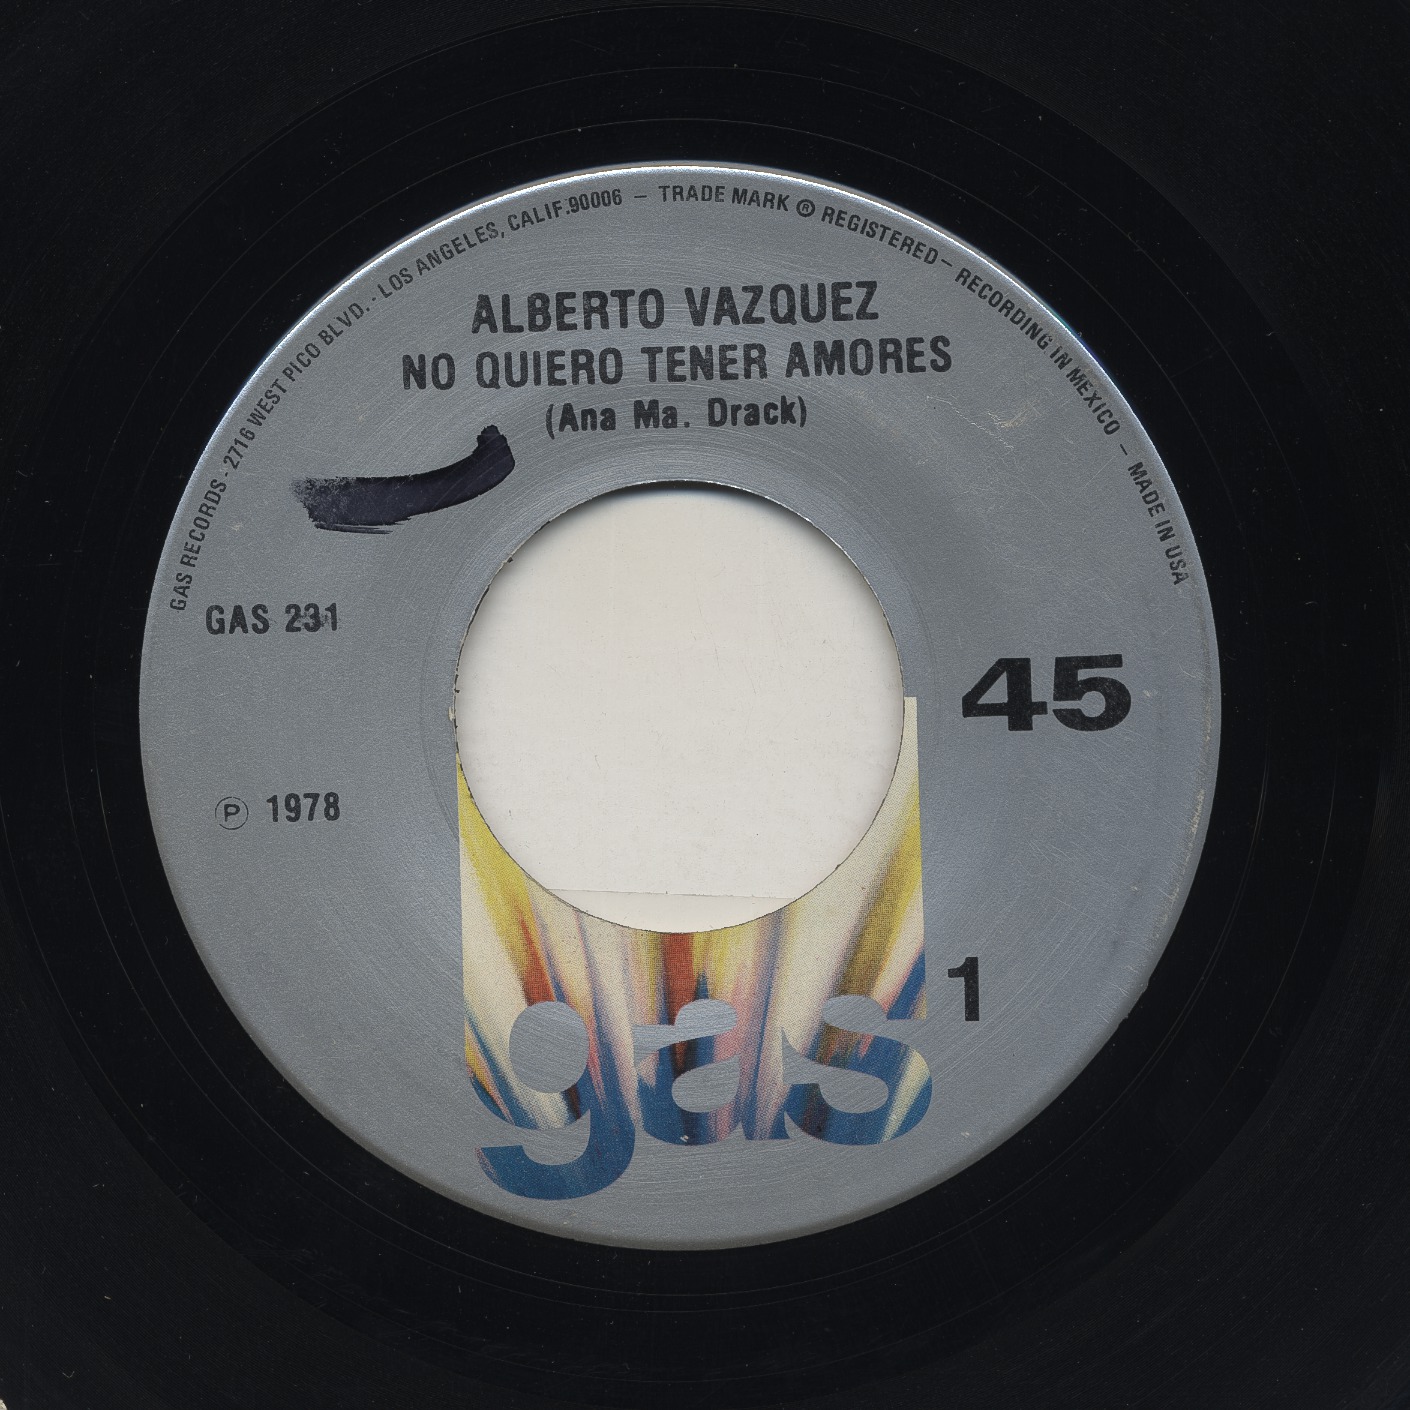 GAS RECORDS - 2716 WEST PICO BLVD. - LOS ANGELES, CALIF.90006 – TRADE MARK ® REGISTERED – RECORDING IN MEXICO – MADE IN USA
ALBERTO VAZQUEZ
NO QUIERO TENER AMORES
(Ana Ma. Drack)
GAS 231
45
℗ 1978
1
gas